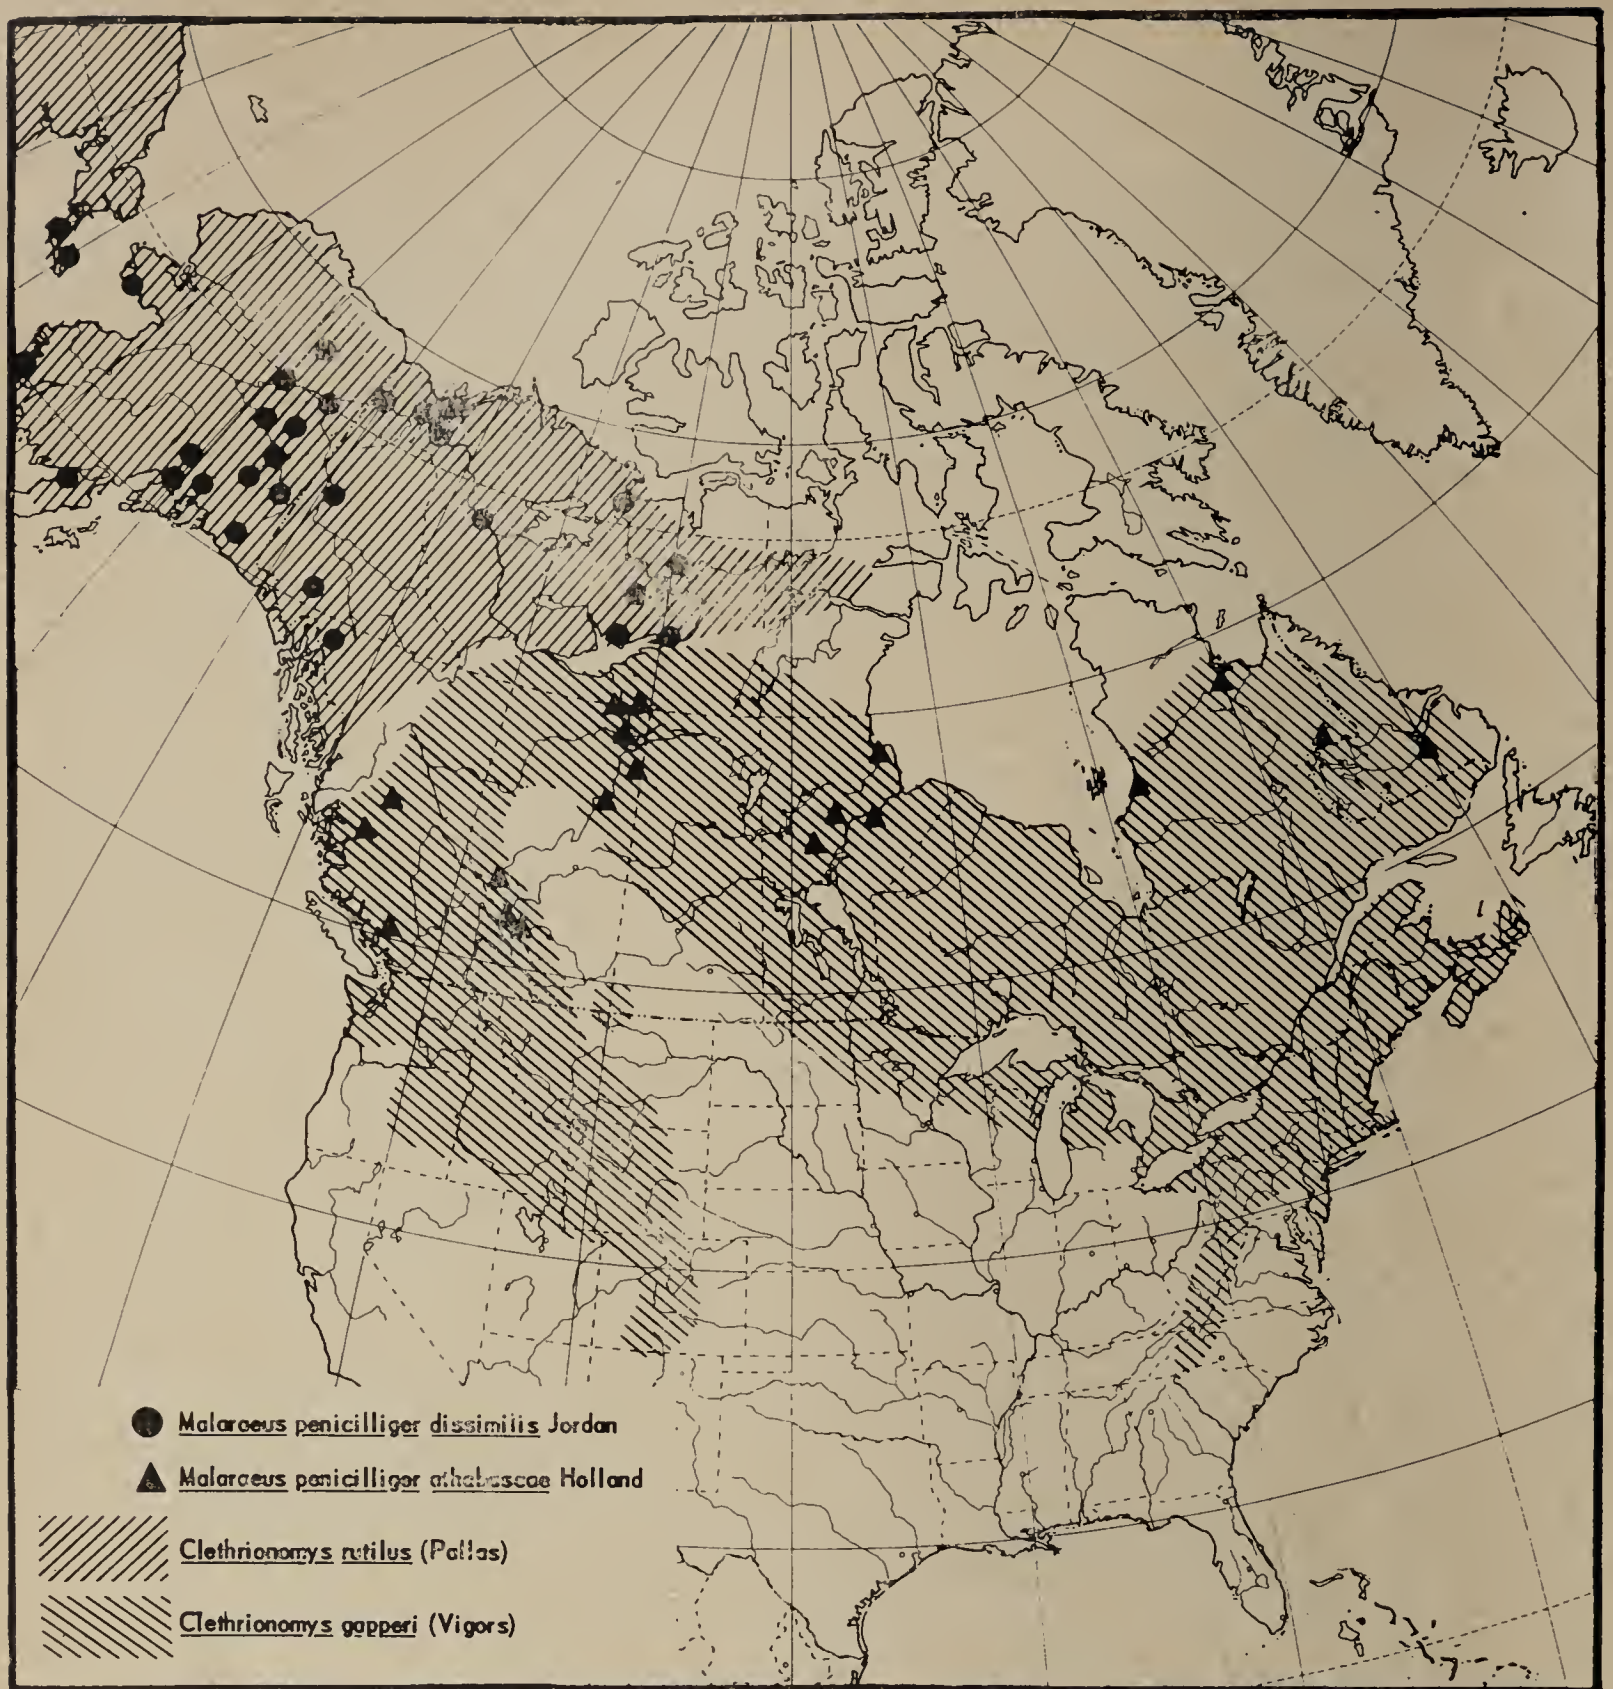 Malaraeus penicilliger dissimilis Jordan
Malaraeus penicilliger athabascae Holland
Clethrionomys rutilus (Pallas)
Clethrionomys gapperi (Vigors)